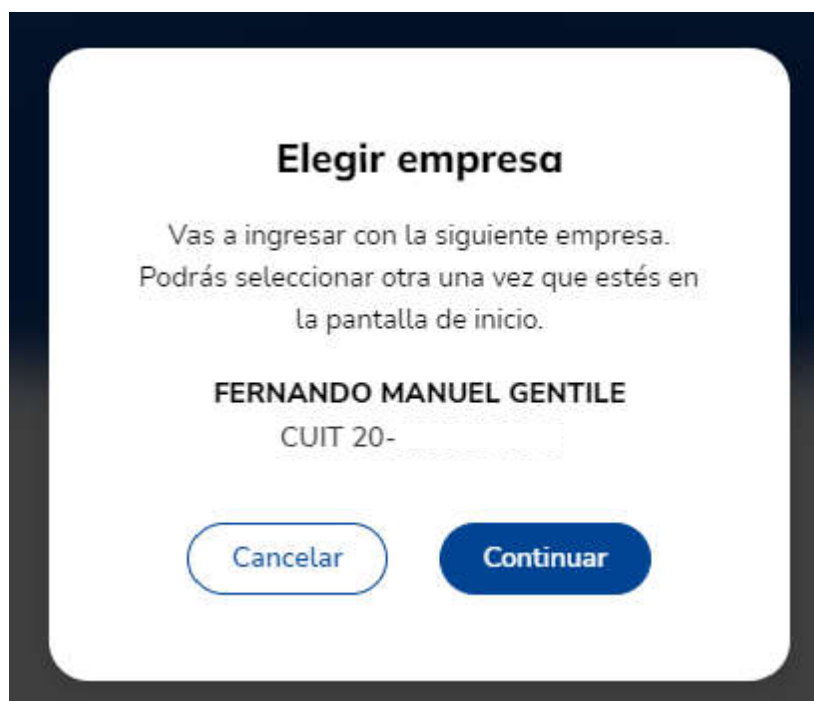 Elegir empresa
Vas a ingresar con la siguiente empresa.
Podrás seleccionar otra una vez que estés en
la pantalla de inicio.
FERNANDO MANUEL GENTILE
CUIT 20-
Cancelar
Continuar